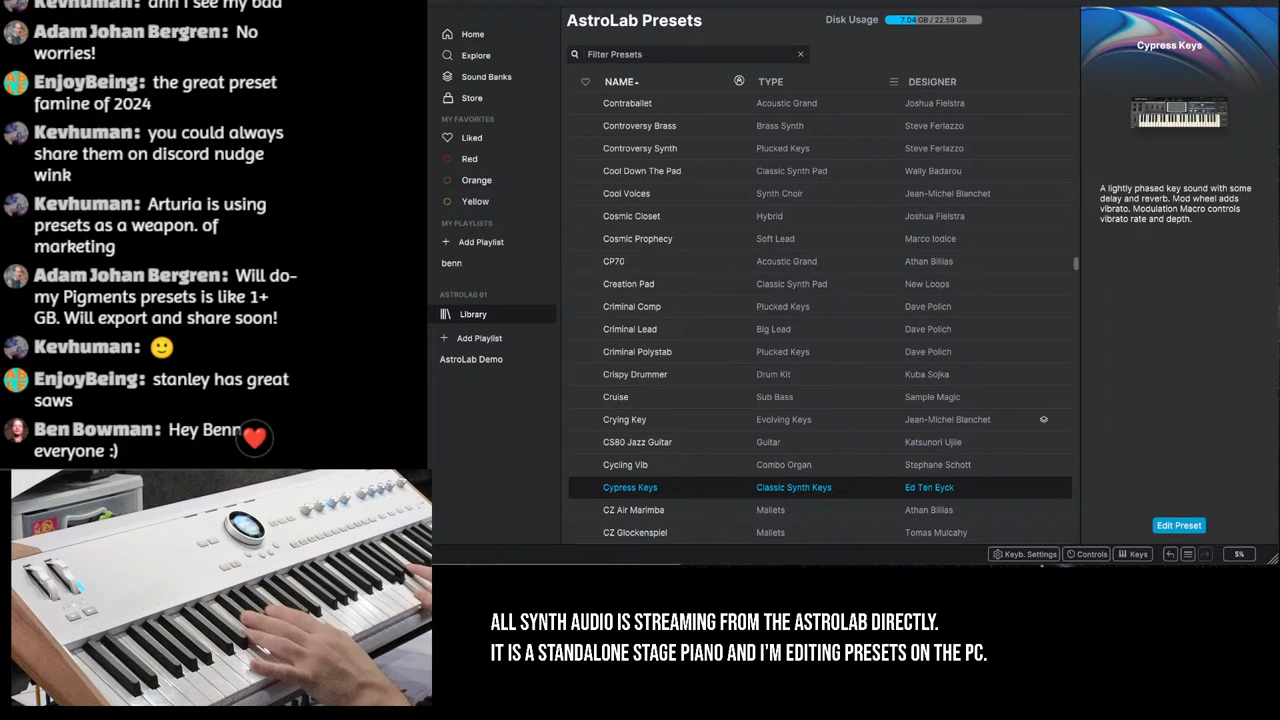 Kevhuman: ahh I see my bad
Adam Johan Bergren: No
worries!
EnjoyBeing: the great preset
famine of 2024
Kevhuman: you could always
share them on discord nudge
wink
Kevhuman: Arturia is using
presets as a weapon. of
marketing
Adam Johan Bergren: Will do-
my Pigments presets is like 1+
GB. Will export and share soon!
Kevhuman: 🙂
EnjoyBeing: stanley has great
saws
Ben Bowman: Hey Benn
everyone :)
Home
Explore
Sound Banks
Store
MY FAVORITES
Liked
Red
Orange
Yellow
MY PLAYLISTS
Add Playlist
benn
ASTROLAB 61
Library
Add Playlist
AstroLab Demo
AstroLab Presets
Disk Usage 7.04 GB / 22.59 GB
Filter Presets
NAME TYPE DESIGNER
Contraballet Acoustic Grand Joshua Fielstra
Controversy Brass Brass Synth Steve Ferlazzo
Controversy Synth Plucked Keys Steve Ferlazzo
Cool Down The Pad Classic Synth Pad Wally Badarou
Cool Voices Synth Choir Jean-Michel Blanchet
Cosmic Closet Hybrid Joshua Fielstra
Cosmic Prophecy Soft Lead Marco Iodice
CP70 Acoustic Grand Athan Billias
Creation Pad Classic Synth Pad New Loops
Criminal Comp Plucked Keys Dave Polich
Criminal Lead Big Lead Dave Polich
Criminal Polystab Plucked Keys Dave Polich
Crispy Drummer Drum Kit Kuba Sojka
Cruise Sub Bass Sample Magic
Crying Key Evolving Keys Jean-Michel Blanchet
CS80 Jazz Guitar Guitar Katsunori Ujiie
Cycling Vib Combo Organ Stephane Schott
Cypress Keys Classic Synth Keys Ed Ten Eyck
CZ Air Marimba Mallets Athan Billias
CZ Glockenspiel Mallets Tomas Mulcahy
Cypress Keys
A lightly phased key sound with some
delay and reverb. Mod wheel adds
vibrato. Modulation Macro controls
vibrato rate and depth.
Edit Preset
Keyb. Settings Controls Keys 5%
ALL SYNTH AUDIO IS STREAMING FROM THE ASTROLAB DIRECTLY.
IT IS A STANDALONE STAGE PIANO AND I'M EDITING PRESETS ON THE PC.